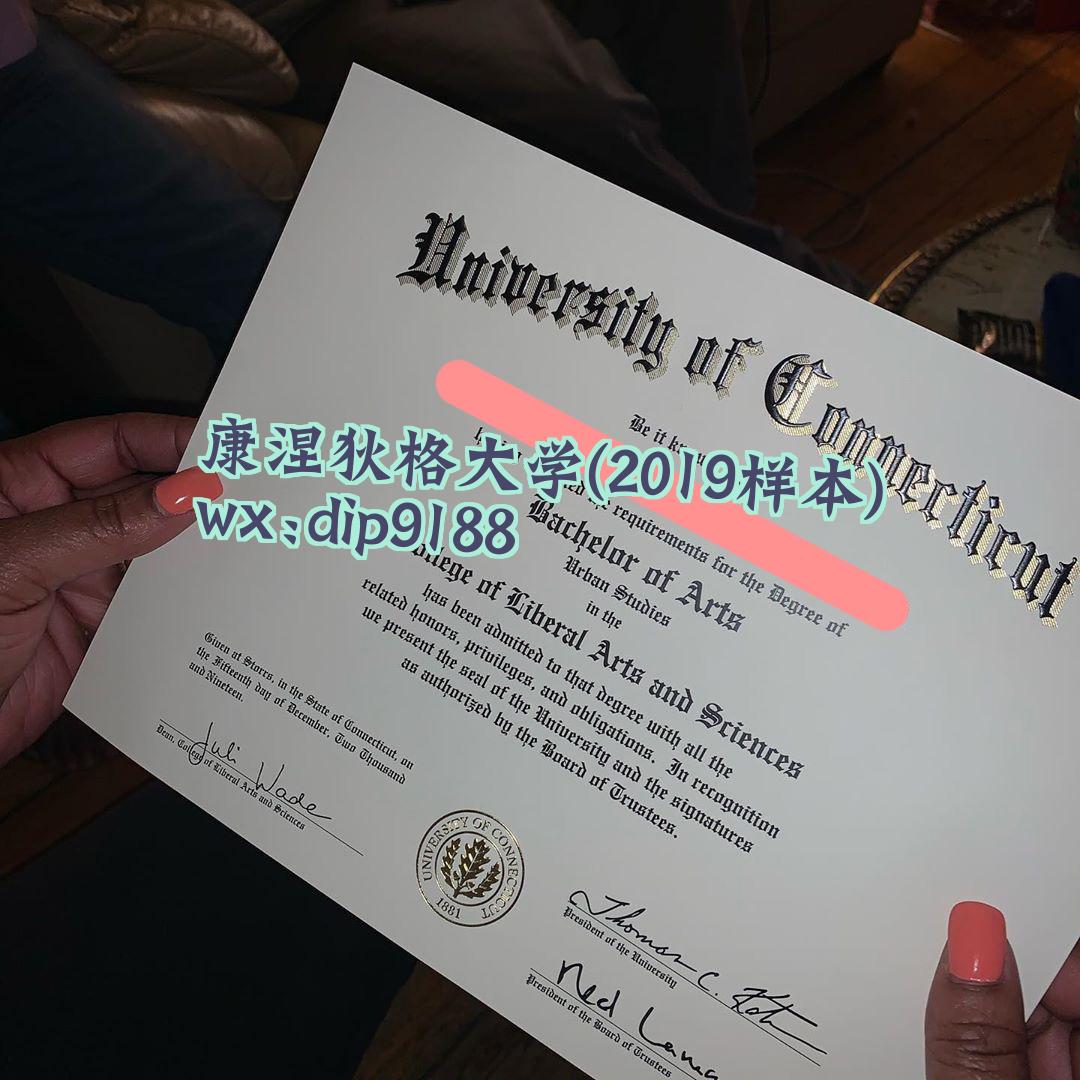 University of Connecticut
Be it
requirements for the Degree of
Bachelor of Arts
Urban Studies
in the
College of Liberal Arts and Sciences
has been admitted to that degree with all the
related honors, privileges, and obligations. In recognition
we present the seal of the University and the signatures
as authorized by the Board of Trustees.
康涅狄格大学(2019样本)
wx:dip9188
Given at Storrs, in the State of Connecticut, on
the Fifteenth day of December, Two Thousand
and Nineteen.
Juli Wade
Dean, College of Liberal Arts and Sciences
UNIVERSITY OF CONNECTICUT
1881
Thomas C.
President of the University
Ned
President of the Board of Trustees